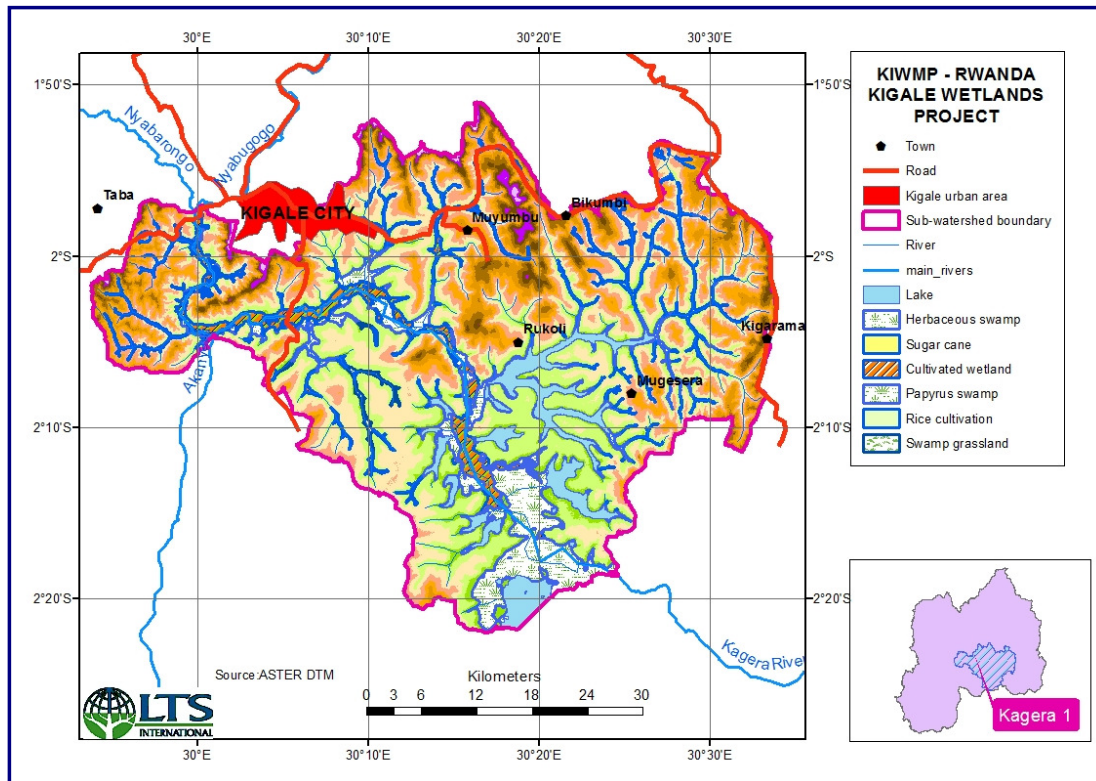 30°E
30°10'E
30°20'E
30°30'E
1°50'S
2°S
2°10'S
2°20'S
1°50'S
2°S
2°10'S
2°20'S
30°E
30°10'E
30°20'E
30°30'E
Nyabarongo
Nyabugogo
Taba
KIGALE CITY
Muyumbu
Bikumbi
Rukoli
Kigarama
Mugesera
Kagera River
Source:ASTER DTM
Kilometers
0 3 6 12 18 24 30
LTS
INTERNATIONAL
KIWMP - RWANDA
KIGALE WETLANDS
PROJECT
Town
Road
Kigale urban area
Sub-watershed boundary
River
main_rivers
Lake
Herbaceous swamp
Sugar cane
Cultivated wetland
Papyrus swamp
Rice cultivation
Swamp grassland
Kagera 1